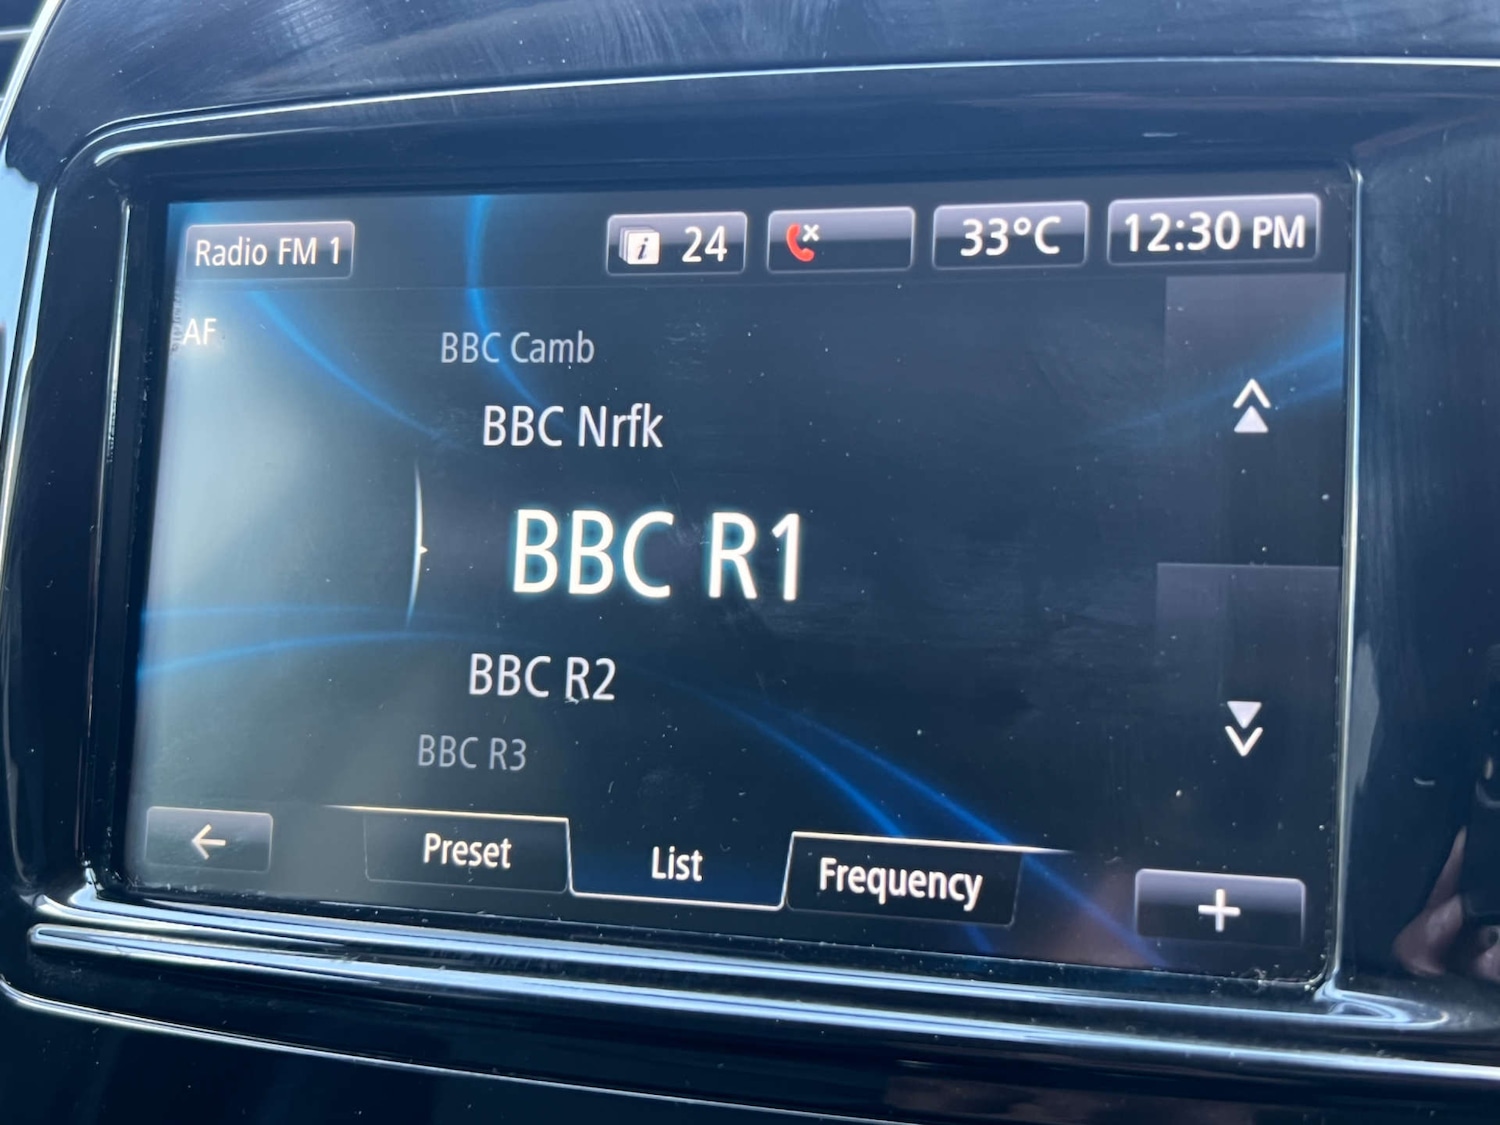 Radio FM 1
24
33°C
12:30 PM
AF
BBC Camb
BBC Nrfk
BBC R1
BBC R2
BBC R3
Preset
List
Frequency